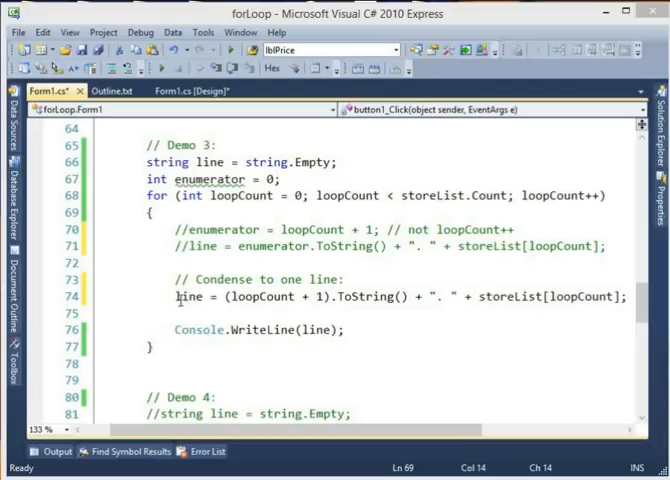 forLoop - Microsoft Visual C# 2010 Express
File Edit View Project Debug Data Tools Window Help
lblPrice
Hex
Form1.cs* Outline.txt Form1.cs [Design]*
forLoop.Form1 button1_Click(object sender, EventArgs e)
Data Sources
Database Explorer
Document Outline
Toolbox
Solution Explorer
Properties
64
65 // Demo 3:
66 string line = string.Empty;
67 int enumerator = 0;
68 for (int loopCount = 0; loopCount < storeList.Count; loopCount++)
69 {
70 //enumerator = loopCount + 1; // not loopCount++
71 //line = enumerator.ToString() + ". " + storeList[loopCount];
72
73 // Condense to one line:
74 line = (loopCount + 1).ToString() + ". " + storeList[loopCount];
75
76 Console.WriteLine(line);
77 }
78
79
80 // Demo 4:
81 //string line = string.Empty;
133 %
Output Find Symbol Results Error List
Ready Ln 69 Col 14 Ch 14